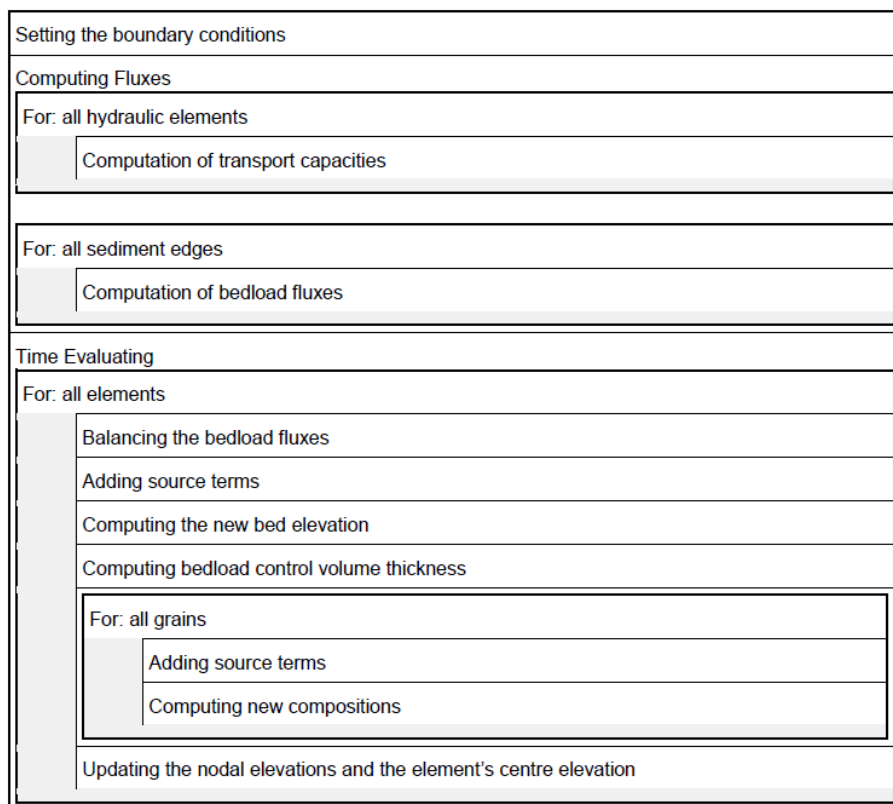 Setting the boundary conditions
Computing Fluxes
For: all hydraulic elements
Computation of transport capacities
For: all sediment edges
Computation of bedload fluxes
Time Evaluating
For: all elements
Balancing the bedload fluxes
Adding source terms
Computing the new bed elevation
Computing bedload control volume thickness
For: all grains
Adding source terms
Computing new compositions
Updating the nodal elevations and the element's centre elevation